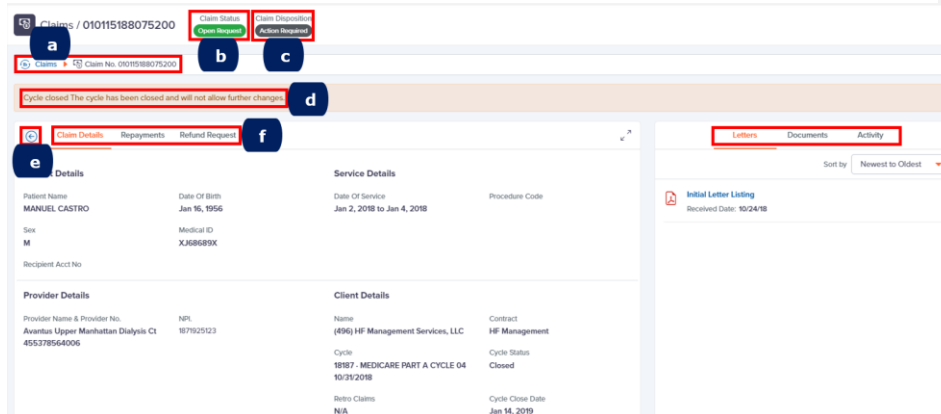 Claims / 010115188075200
Claim Status
Open Request
Claim Disposition
Action Required
a
b
c
Claims
Claim No. 010115188075200
Cycle closed The cycle has been closed and will not allow further changes.
d
Claim Details Repayments Refund Request
f
e
Letters Documents Activity
Details
Service Details
Sort by Newest to Oldest
Patient Name
MANUEL CASTRO
Date Of Birth
Jan 16, 1956
Date Of Service
Jan 2, 2018 to Jan 4, 2018
Procedure Code
Initial Letter Listing
Received Date: 10/24/18
Sex
M
Medical ID
XJ68689X
Recipient Acct No
Provider Details
Client Details
Provider Name & Provider No.
Avantus Upper Manhattan Dialysis Ct
455378564006
NPI.
1871925123
Name
(496) HF Management Services, LLC
Contract
HF Management
Cycle
18187 - MEDICARE PART A CYCLE 04
10/31/2018
Cycle Status
Closed
Retro Claims
N/A
Cycle Close Date
Jan 14, 2019